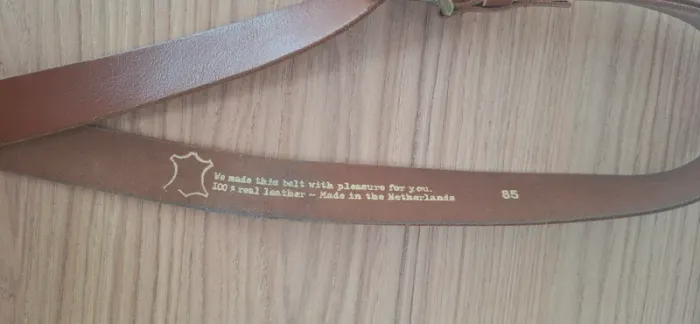 We made this belt with pleasure for you.
100 % real leather – Made in the Netherlands
85